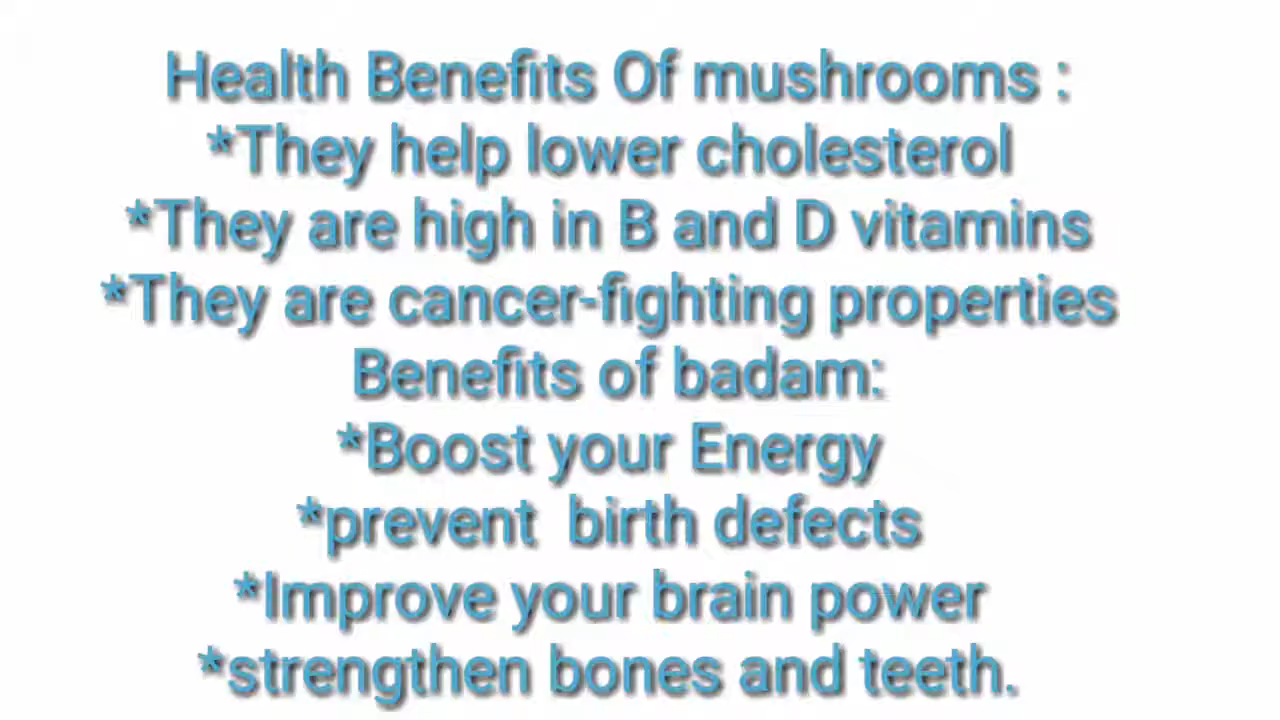 Health Benefits Of mushrooms :
*They help lower cholesterol
*They are high in B and D vitamins
*They are cancer-fighting properties
Benefits of badam:
*Boost your Energy
*prevent  birth defects
*Improve your brain power
*strengthen bones and teeth.